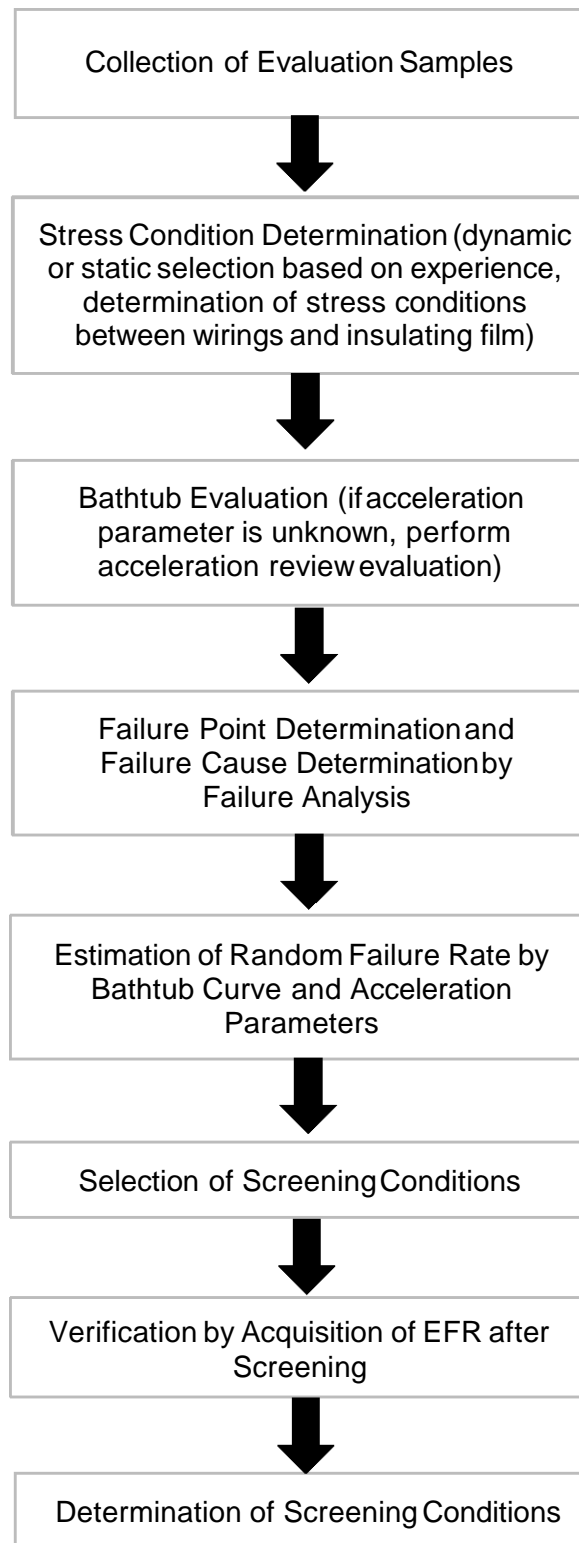 Collection of Evaluation Samples
Stress Condition Determination (dynamic
or static selection based on experience,
determination of stress conditions
between wirings and insulating film)
Bathtub Evaluation (if acceleration
parameter is unknown, perform
acceleration review evaluation)
Failure Point Determination and
Failure Cause Determination by
Failure Analysis
Estimation of Random Failure Rate by
Bathtub Curve and Acceleration
Parameters
Selection of Screening Conditions
Verification by Acquisition of EFR after
Screening
Determination of Screening Conditions